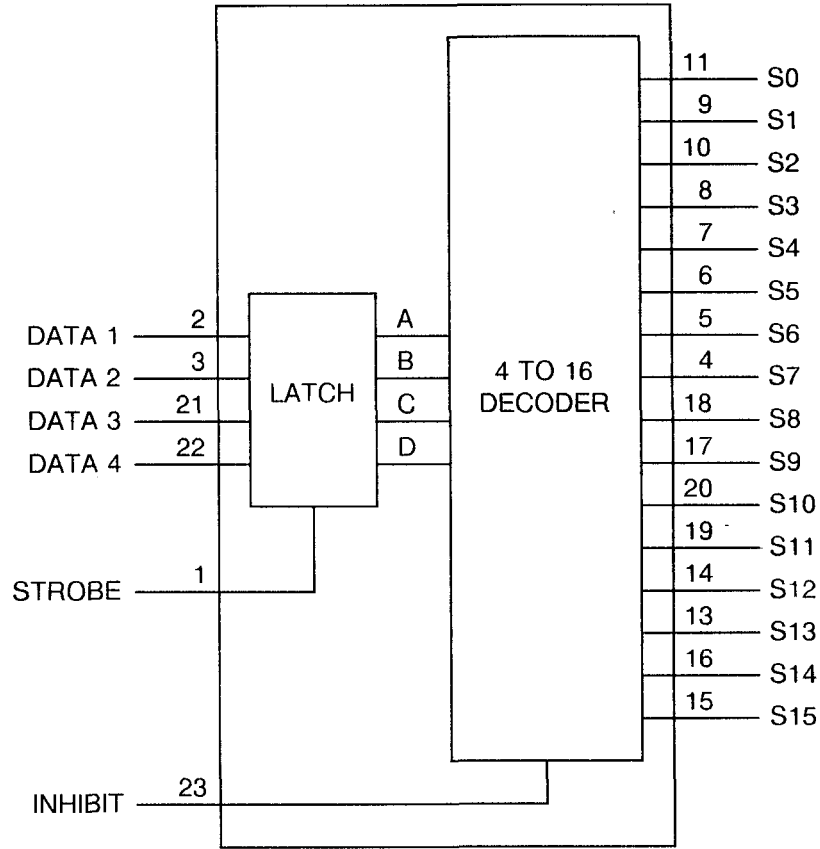 11 S0
9 S1
10 S2
8 S3
7 S4
6 S5
2 A 5 S6
DATA 1
3 B 4 TO 16 4 S7
DATA 2 LATCH DECODER
21 C 18 S8
DATA 3
22 D 17 S9
DATA 4
20 S10
19 S11
1 14 S12
STROBE
13 S13
16 S14
15 S15
23
INHIBIT